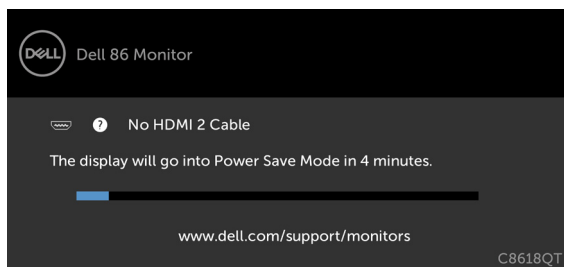 DELL
Dell 86 Monitor
? No HDMI 2 Cable
The display will go into Power Save Mode in 4 minutes.
www.dell.com/support/monitors
C8618QT